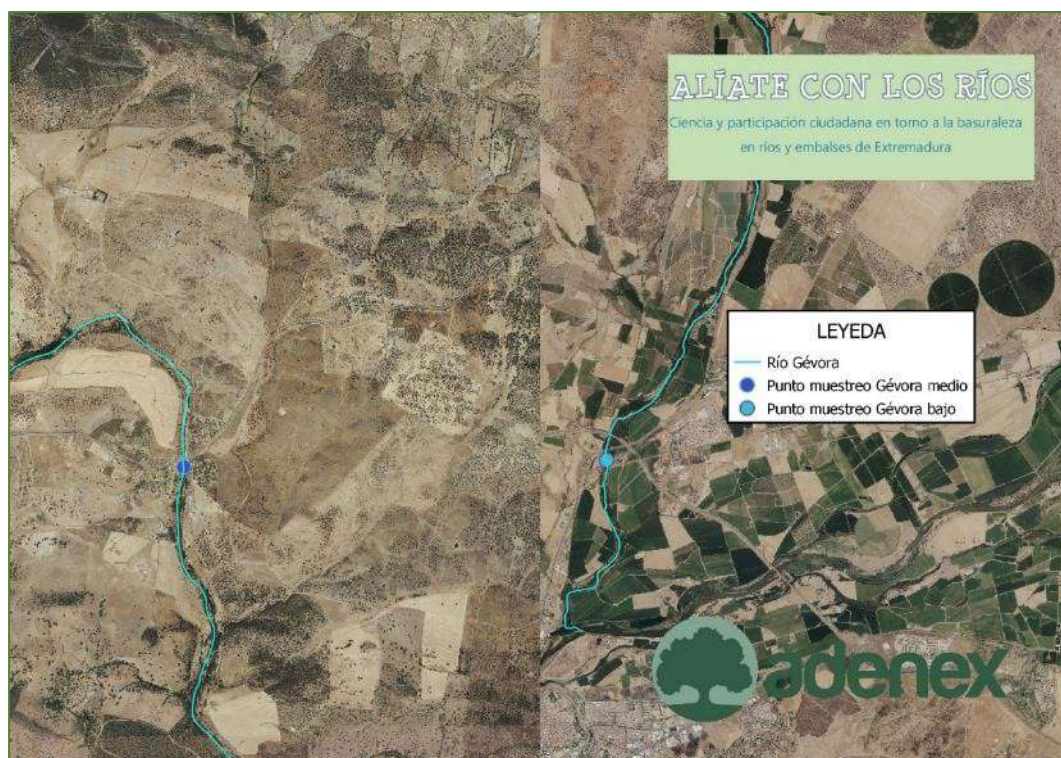 ALÍATE CON LOS RÍOS
Ciencia y participación ciudadana en torno a la basuraleza
en ríos y embalses de Extremadura
LEYEDA
Río Gévora
Punto muestreo Gévora medio
Punto muestreo Gévora bajo
adenex